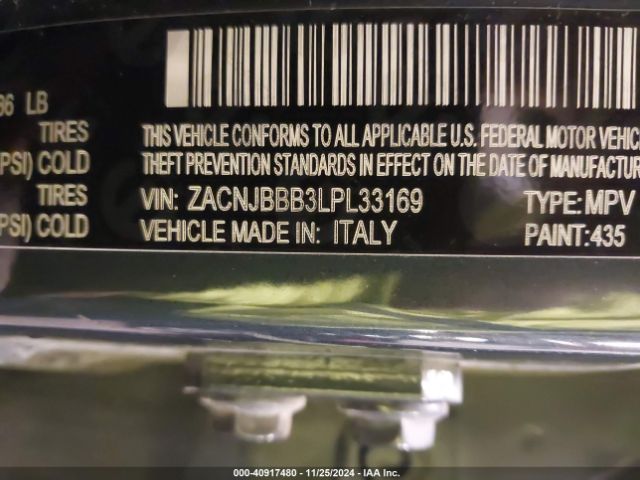 96 LB
TIRES
PSI) COLD
TIRES
PSI) COLD
THIS VEHICLE CONFORMS TO ALL APPLICABLE U.S. FEDERAL MOTOR VEHIC
THEFT PREVENTION STANDARDS IN EFFECT ON THE DATE OF MANUFACTUR
VIN: ZACNJBBB3LPL33169 TYPE: MPV
VEHICLE MADE IN: ITALY PAINT: 435
000-40917480 - 11/25/2024 - IAA Inc.